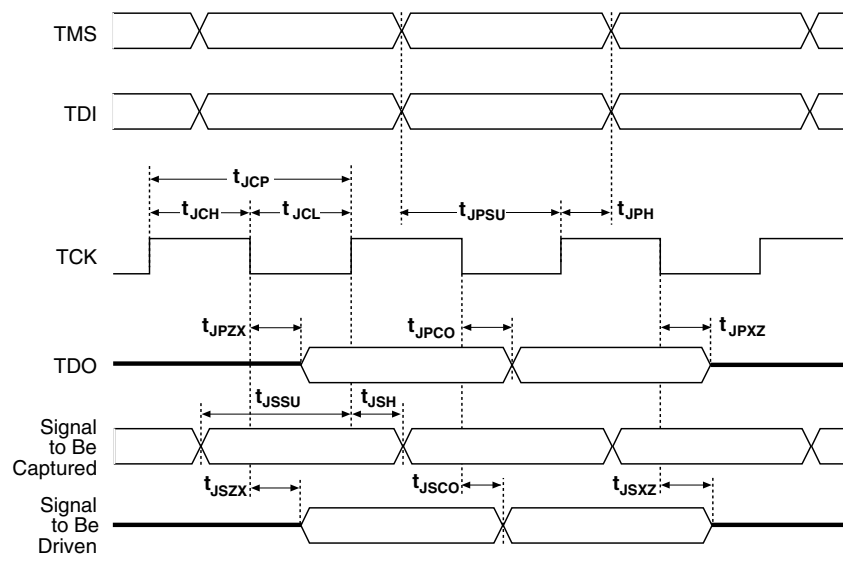 TMS
TDI
tJCP
tJCH
tJCL
tJPSU
tJPH
TCK
tJPZX
tJPCO
tJPXZ
TDO
tJSSU
tJSH
Signal
to Be
Captured
tJSZX
tJSCO
tJSXZ
Signal
to Be
Driven